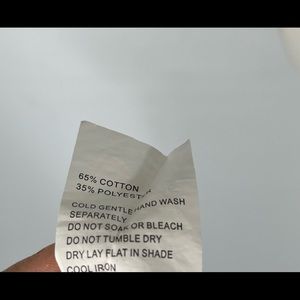 65% COTTON
35% POLYESTER
COLD GENTLE HAND WASH
SEPARATELY
DO NOT SOAK OR BLEACH
DO NOT TUMBLE DRY
DRY LAY FLAT IN SHADE
COOL IRON